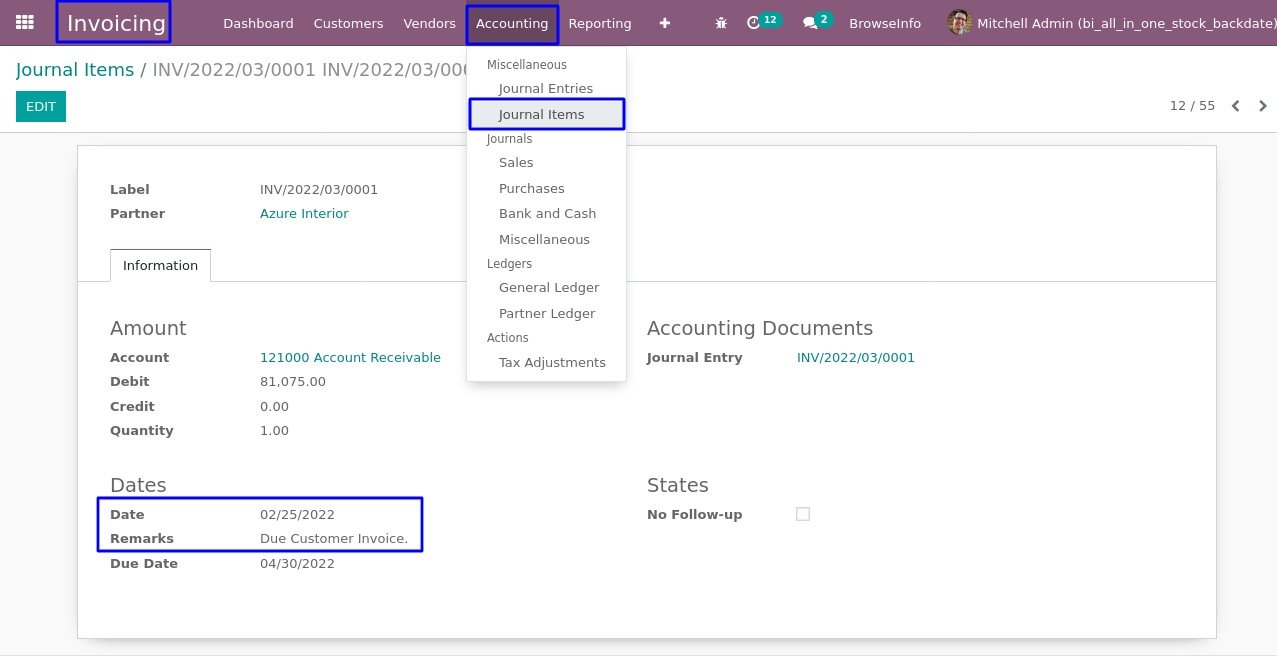 Invoicing Dashboard Customers Vendors Accounting Reporting + 12 2 BrowseInfo Mitchell Admin (bi_all_in_one_stock_backdate)
Journal Items / INV/2022/03/0001 INV/2022/03/00
EDIT
12 / 55
Miscellaneous
Journal Entries
Journal Items
Journals
Sales
Purchases
Bank and Cash
Miscellaneous
Ledgers
General Ledger
Partner Ledger
Actions
Tax Adjustments
Label INV/2022/03/0001
Partner Azure Interior
Information
Amount
Account 121000 Account Receivable
Debit 81,075.00
Credit 0.00
Quantity 1.00
Accounting Documents
Journal Entry INV/2022/03/0001
Dates
Date 02/25/2022
Remarks Due Customer Invoice.
Due Date 04/30/2022
States
No Follow-up